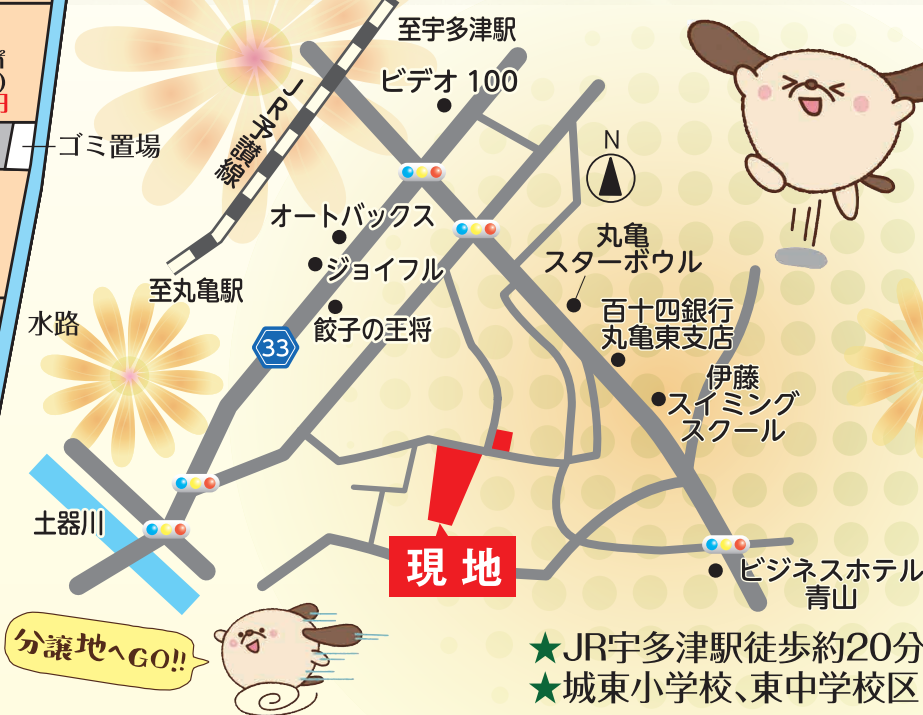 円
ゴミ置場
水路
至宇多津駅
ビデオ 100
JR予讃線
N
オートバックス
ジョイフル
至丸亀駅
餃子の王将
33
丸亀
スターボウル
百十四銀行
丸亀東支店
伊藤
スイミング
スクール
土器川
現地
ビジネスホテル
青山
分譲地へGO!!
★JR宇多津駅徒歩約20分
★城東小学校、東中学校区